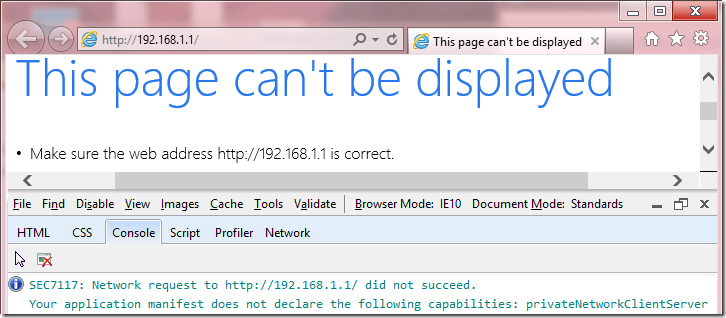 http://192.168.1.1/
This page can't be displayed
This page can't be displayed
• Make sure the web address http://192.168.1.1 is correct.
File Find Disable View Images Cache Tools Validate Browser Mode: IE10 Document Mode: Standards
HTML CSS Console Script Profiler Network
SEC7117: Network request to http://192.168.1.1/ did not succeed.
Your application manifest does not declare the following capabilities: privateNetworkClientServer